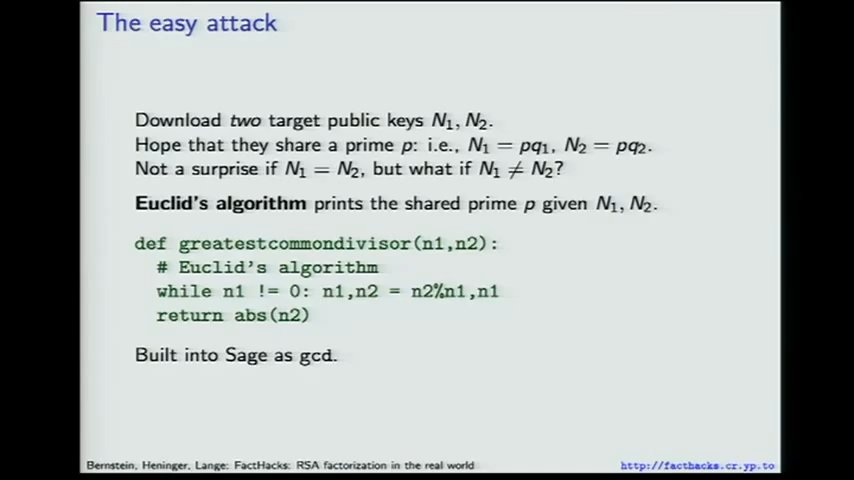 The easy attack
Download two target public keys N₁, N₂.
Hope that they share a prime p: i.e., N₁ = pq₁, N₂ = pq₂.
Not a surprise if N₁ = N₂, but what if N₁ ≠ N₂?
Euclid's algorithm prints the shared prime p given N₁, N₂.
def greatestcommondivisor(n1,n2):
  # Euclid's algorithm
  while n1 != 0: n1,n2 = n2%n1,n1
  return abs(n2)
Built into Sage as gcd.
Bernstein, Heninger, Lange: FactHacks: RSA factorization in the real world
http://facthacks.cr.yp.to